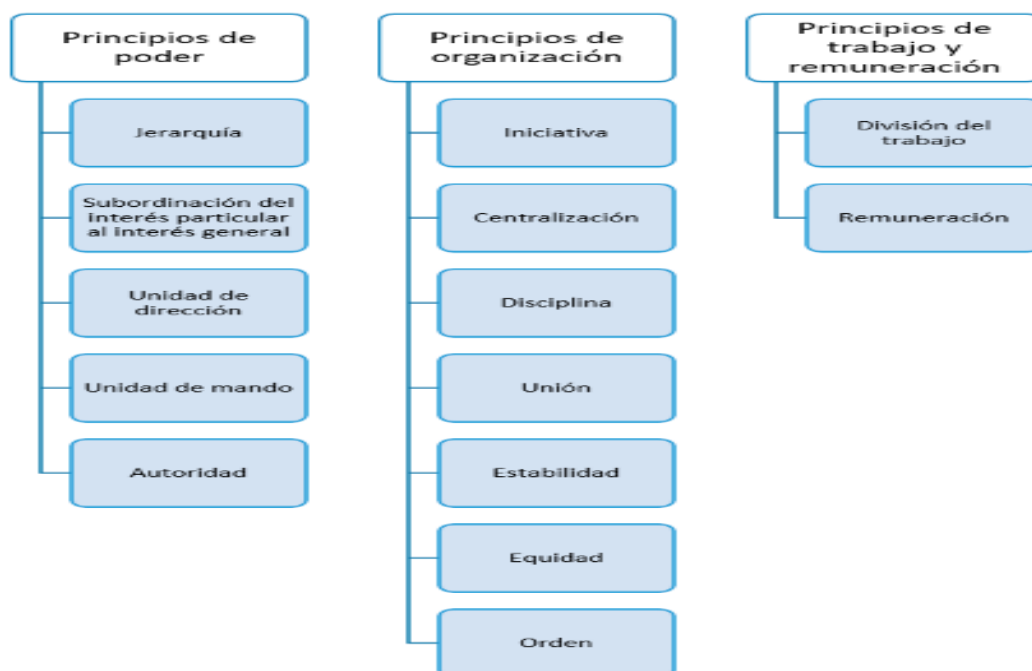 Principios de
poder
Jerarquía
Subordinación del
interés particular
al interés general
Unidad de
dirección
Unidad de mando
Autoridad
Principios de
organización
Iniciativa
Centralización
Disciplina
Unión
Estabilidad
Equidad
Orden
Principios de
trabajo y
remuneración
División del
trabajo
Remuneración